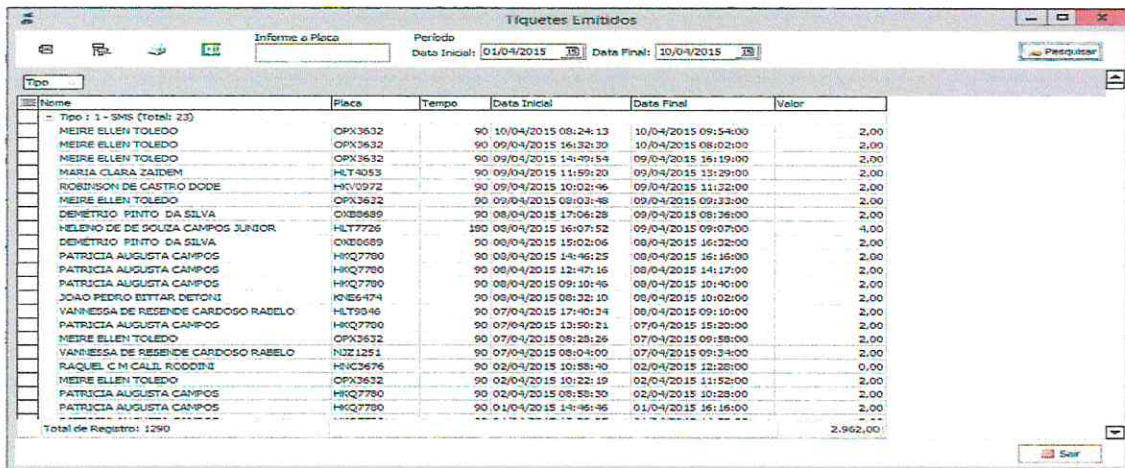 Tíquetes Emitidos
Informe a Placa Período
Data Inicial: 01/04/2015 15 Data Final: 10/04/2015 15 Pesquisar
Tipo
Nome Placa Tempo Data Inicial Data Final Valor
- Tipo : 1 - SMS (Total: 23)
MEIRE ELLEN TOLEDO OPX3632 90 10/04/2015 08:24:13 10/04/2015 09:54:00 2,00
MEIRE ELLEN TOLEDO OPX3632 90 09/04/2015 16:32:30 10/04/2015 08:02:00 2,00
MEIRE ELLEN TOLEDO OPX3632 90 09/04/2015 14:49:54 09/04/2015 16:19:00 2,00
MARIA CLARA ZAIDEM HLT4053 90 09/04/2015 11:59:20 09/04/2015 13:29:00 2,00
ROBINSON DE CASTRO DODE HKV0972 90 09/04/2015 10:02:46 09/04/2015 11:32:00 2,00
MEIRE ELLEN TOLEDO OPX3632 90 09/04/2015 08:03:48 09/04/2015 09:33:00 2,00
DEMÉTRIO PINTO DA SILVA OXB8689 90 08/04/2015 17:06:28 09/04/2015 08:36:00 2,00
HELENO DE DE SOUZA CAMPOS JUNIOR HLT7726 180 08/04/2015 16:07:52 09/04/2015 09:07:00 4,00
DEMÉTRIO PINTO DA SILVA OXB8689 90 08/04/2015 15:02:06 08/04/2015 16:32:00 2,00
PATRICIA AUGUSTA CAMPOS HKQ7780 90 08/04/2015 14:46:25 08/04/2015 16:16:00 2,00
PATRICIA AUGUSTA CAMPOS HKQ7780 90 08/04/2015 12:47:16 08/04/2015 14:17:00 2,00
PATRICIA AUGUSTA CAMPOS HKQ7780 90 08/04/2015 09:10:46 08/04/2015 10:40:00 2,00
JOAO PEDRO BITTAR DETONI KNE6474 90 08/04/2015 08:32:10 08/04/2015 10:02:00 2,00
VANNESSA DE RESENDE CARDOSO RABELO HLT9846 90 07/04/2015 17:40:34 08/04/2015 09:10:00 2,00
PATRICIA AUGUSTA CAMPOS HKQ7780 90 07/04/2015 13:50:21 07/04/2015 15:20:00 2,00
MEIRE ELLEN TOLEDO OPX3632 90 07/04/2015 08:28:26 07/04/2015 09:58:00 2,00
VANNESSA DE RESENDE CARDOSO RABELO NJZ1251 90 07/04/2015 08:04:00 07/04/2015 09:34:00 2,00
RAQUEL C M CALIL RODDINI HNC3676 90 02/04/2015 10:58:40 02/04/2015 12:28:00 0,00
MEIRE ELLEN TOLEDO OPX3632 90 02/04/2015 10:22:19 02/04/2015 11:52:00 2,00
PATRICIA AUGUSTA CAMPOS HKQ7780 90 02/04/2015 08:58:30 02/04/2015 10:28:00 2,00
PATRICIA AUGUSTA CAMPOS HKQ7780 90 01/04/2015 14:46:46 01/04/2015 16:16:00 2,00
Total de Registro: 1290 2.962,00
Sair